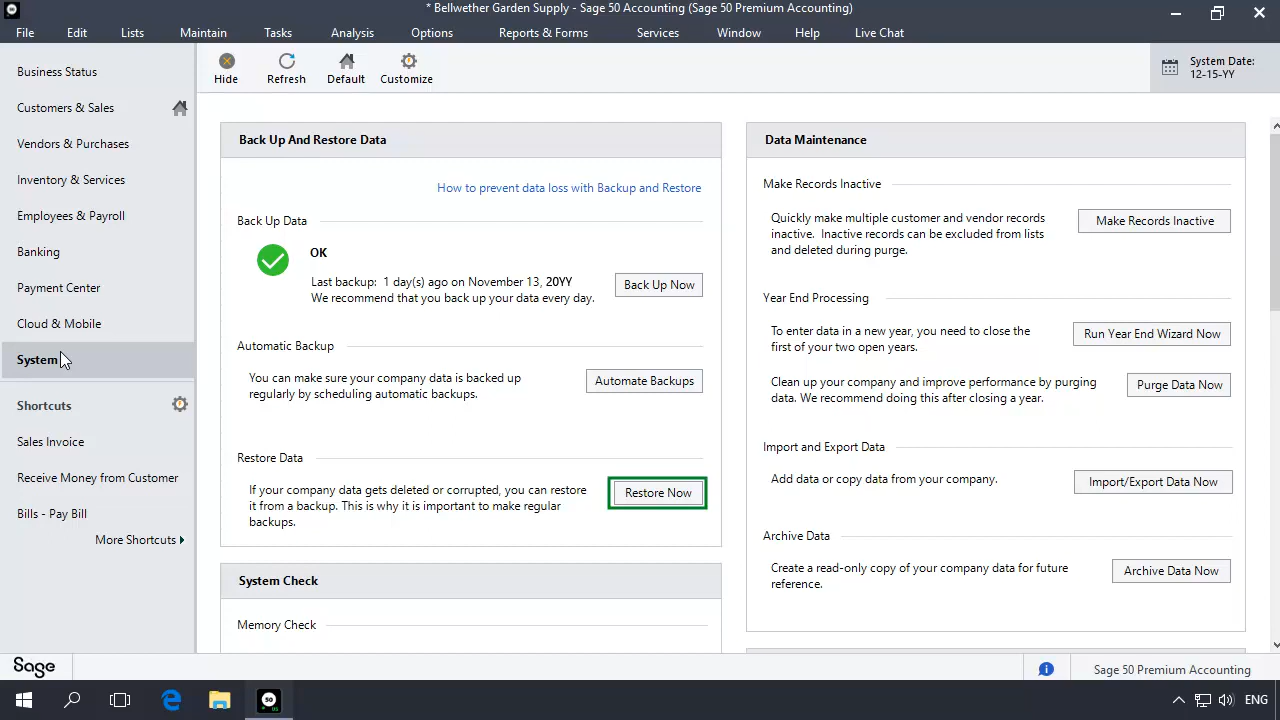 * Bellwether Garden Supply - Sage 50 Accounting (Sage 50 Premium Accounting)
File Edit Lists Maintain Tasks Analysis Options Reports & Forms Services Window Help Live Chat
Business Status
Customers & Sales
Vendors & Purchases
Inventory & Services
Employees & Payroll
Banking
Payment Center
Cloud & Mobile
System
Shortcuts
Sales Invoice
Receive Money from Customer
Bills - Pay Bill
More Shortcuts
Hide Refresh Default Customize
System Date:
12-15-YY
Back Up And Restore Data
How to prevent data loss with Backup and Restore
Back Up Data
OK
Last backup: 1 day(s) ago on November 13, 20YY
We recommend that you back up your data every day.
Back Up Now
Automatic Backup
You can make sure your company data is backed up
regularly by scheduling automatic backups.
Automate Backups
Restore Data
If your company data gets deleted or corrupted, you can restore
it from a backup. This is why it is important to make regular
backups.
Restore Now
System Check
Memory Check
Data Maintenance
Make Records Inactive
Quickly make multiple customer and vendor records
inactive. Inactive records can be excluded from lists
and deleted during purge.
Make Records Inactive
Year End Processing
To enter data in a new year, you need to close the
first of your two open years.
Run Year End Wizard Now
Clean up your company and improve performance by purging
data. We recommend doing this after closing a year.
Purge Data Now
Import and Export Data
Add data or copy data from your company.
Import/Export Data Now
Archive Data
Create a read-only copy of your company data for future
reference.
Archive Data Now
Sage
Sage 50 Premium Accounting
50
ENG